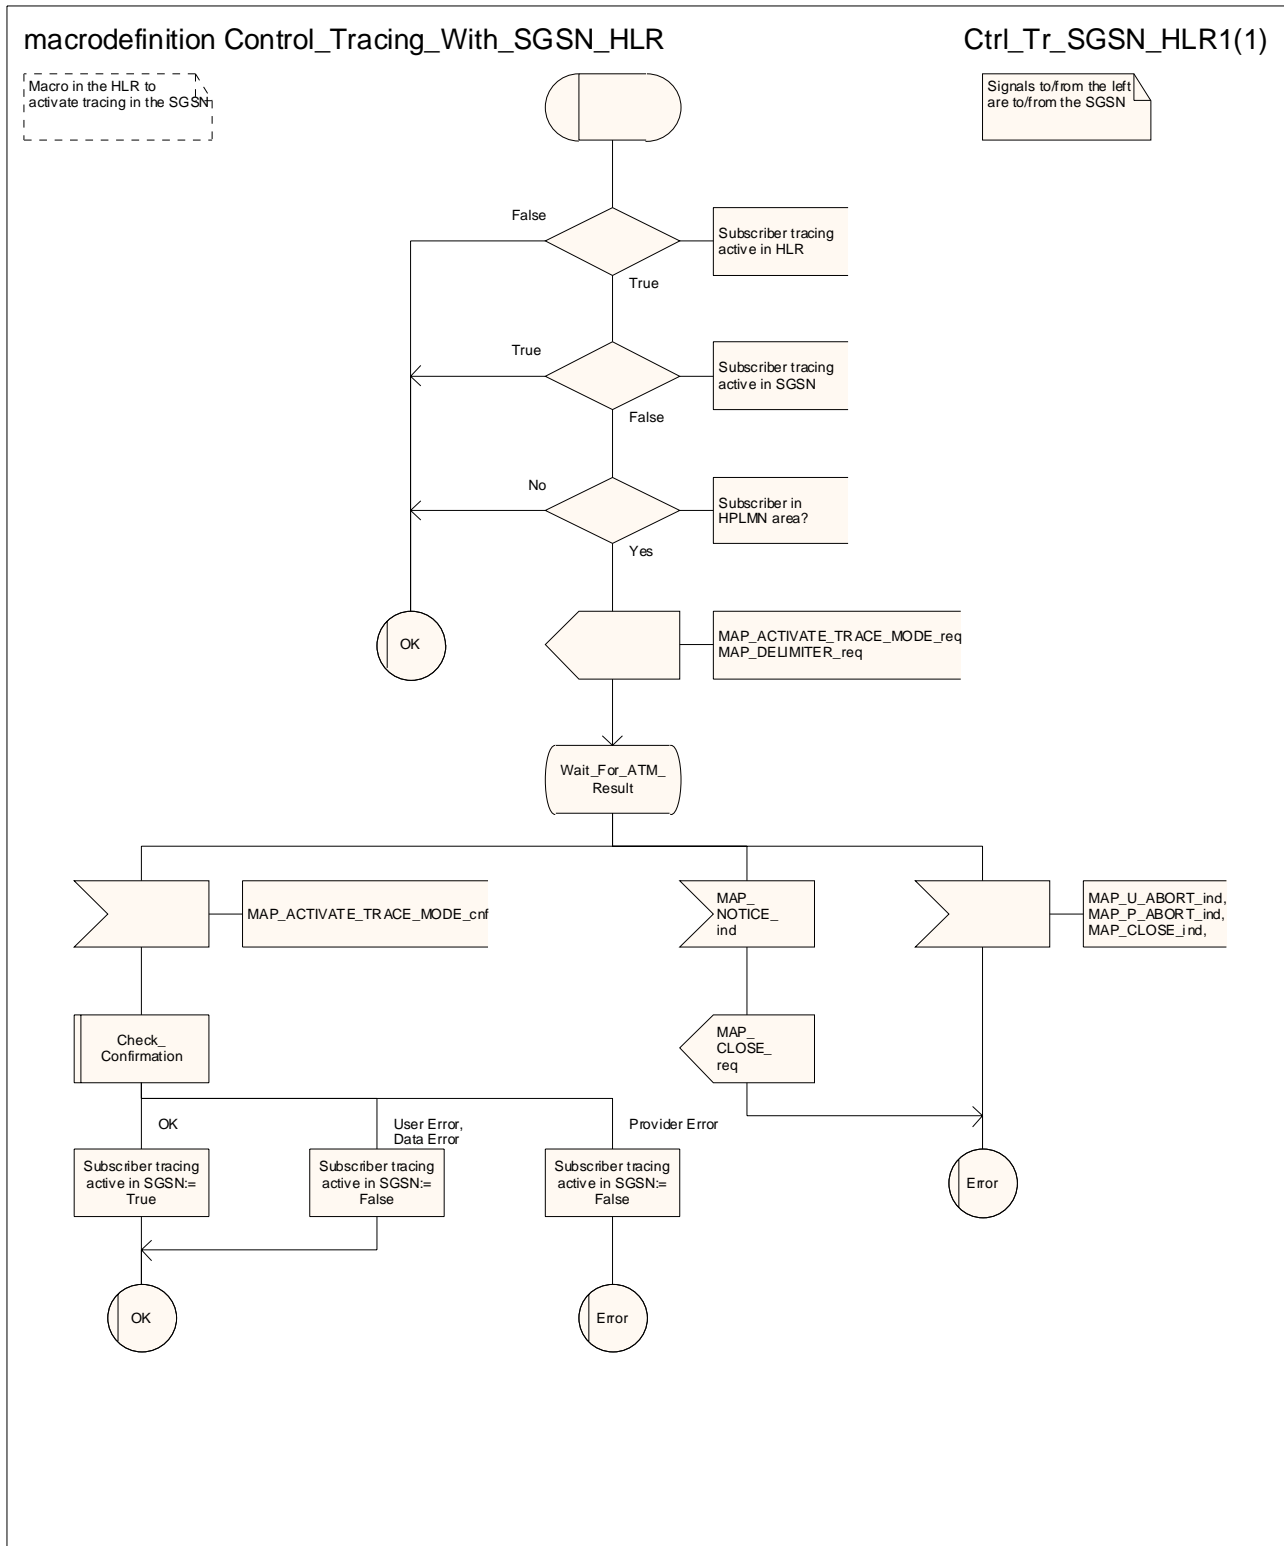 macrodefinition Control_Tracing_With_SGSN_HLR
Ctrl_Tr_SGSN_HLR1(1)
Macro in the HLR to
activate tracing in the SGSN
Signals to/from the left
are to/from the SGSN
False
Subscriber tracing
active in HLR
True
True
Subscriber tracing
active in SGSN
False
No
Subscriber in
HPLMN area?
Yes
OK
MAP_ACTIVATE_TRACE_MODE_req
MAP_DELIMITER_req
Wait_For_ATM_
Result
MAP_ACTIVATE_TRACE_MODE_cnf
MAP_
NOTICE_
ind
MAP_U_ABORT_ind,
MAP_P_ABORT_ind,
MAP_CLOSE_ind,
Check_
Confirmation
MAP_
CLOSE_
req
OK
User Error,
Data Error
Provider Error
Subscriber tracing
active in SGSN:=
True
Subscriber tracing
active in SGSN:=
False
Subscriber tracing
active in SGSN:=
False
Error
OK
Error